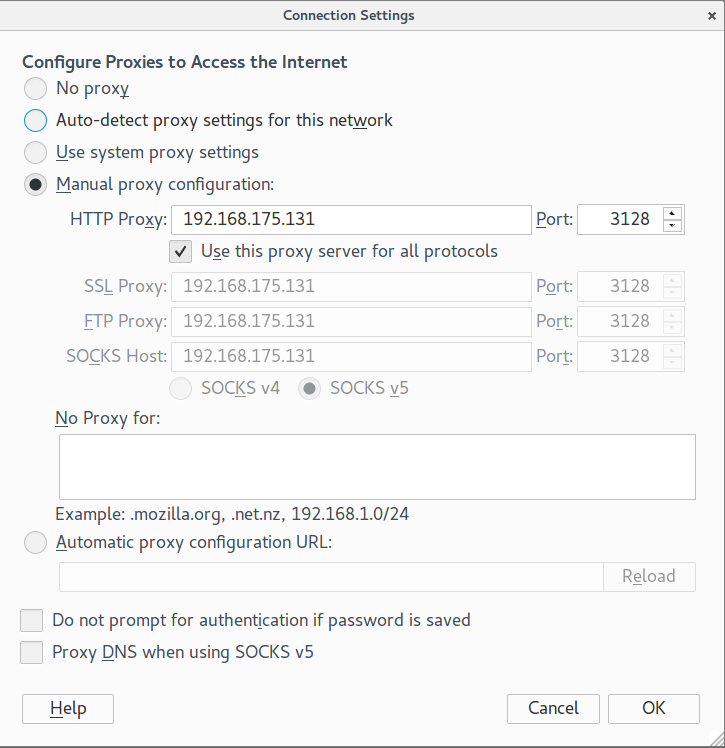 Connection Settings
Configure Proxies to Access the Internet
No proxy
Auto-detect proxy settings for this network
Use system proxy settings
Manual proxy configuration:
HTTP Proxy: 192.168.175.131 Port: 3128
Use this proxy server for all protocols
SSL Proxy: 192.168.175.131 Port: 3128
FTP Proxy: 192.168.175.131 Port: 3128
SOCKS Host: 192.168.175.131 Port: 3128
SOCKS v4 SOCKS v5
No Proxy for:
Example: .mozilla.org, .net.nz, 192.168.1.0/24
Automatic proxy configuration URL:
Reload
Do not prompt for authentication if password is saved
Proxy DNS when using SOCKS v5
Help Cancel OK